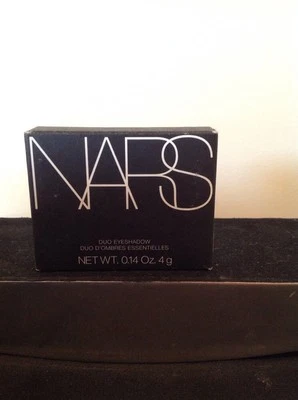 NARS
DUO EYESHADOW
DUO D'OMBRES ESSENTIELLES
NET WT. 0.14 Oz. 4 g